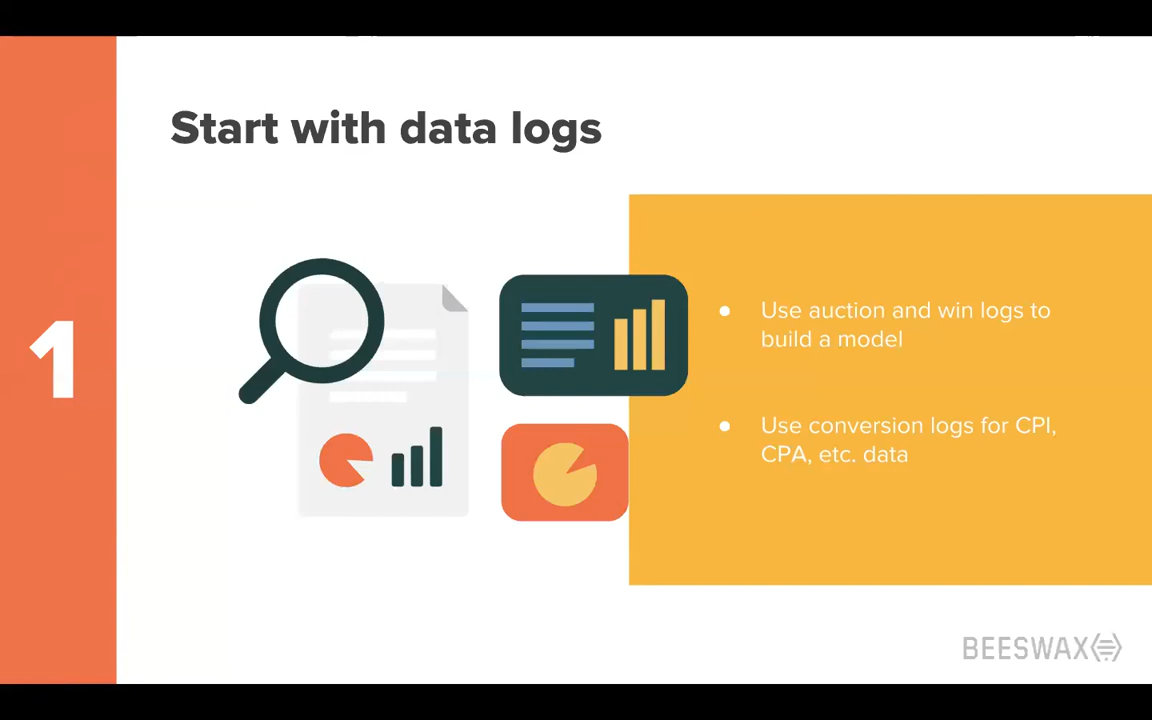 Start with data logs
1
● Use auction and win logs to
build a model
● Use conversion logs for CPI,
CPA, etc. data
BEESWAX